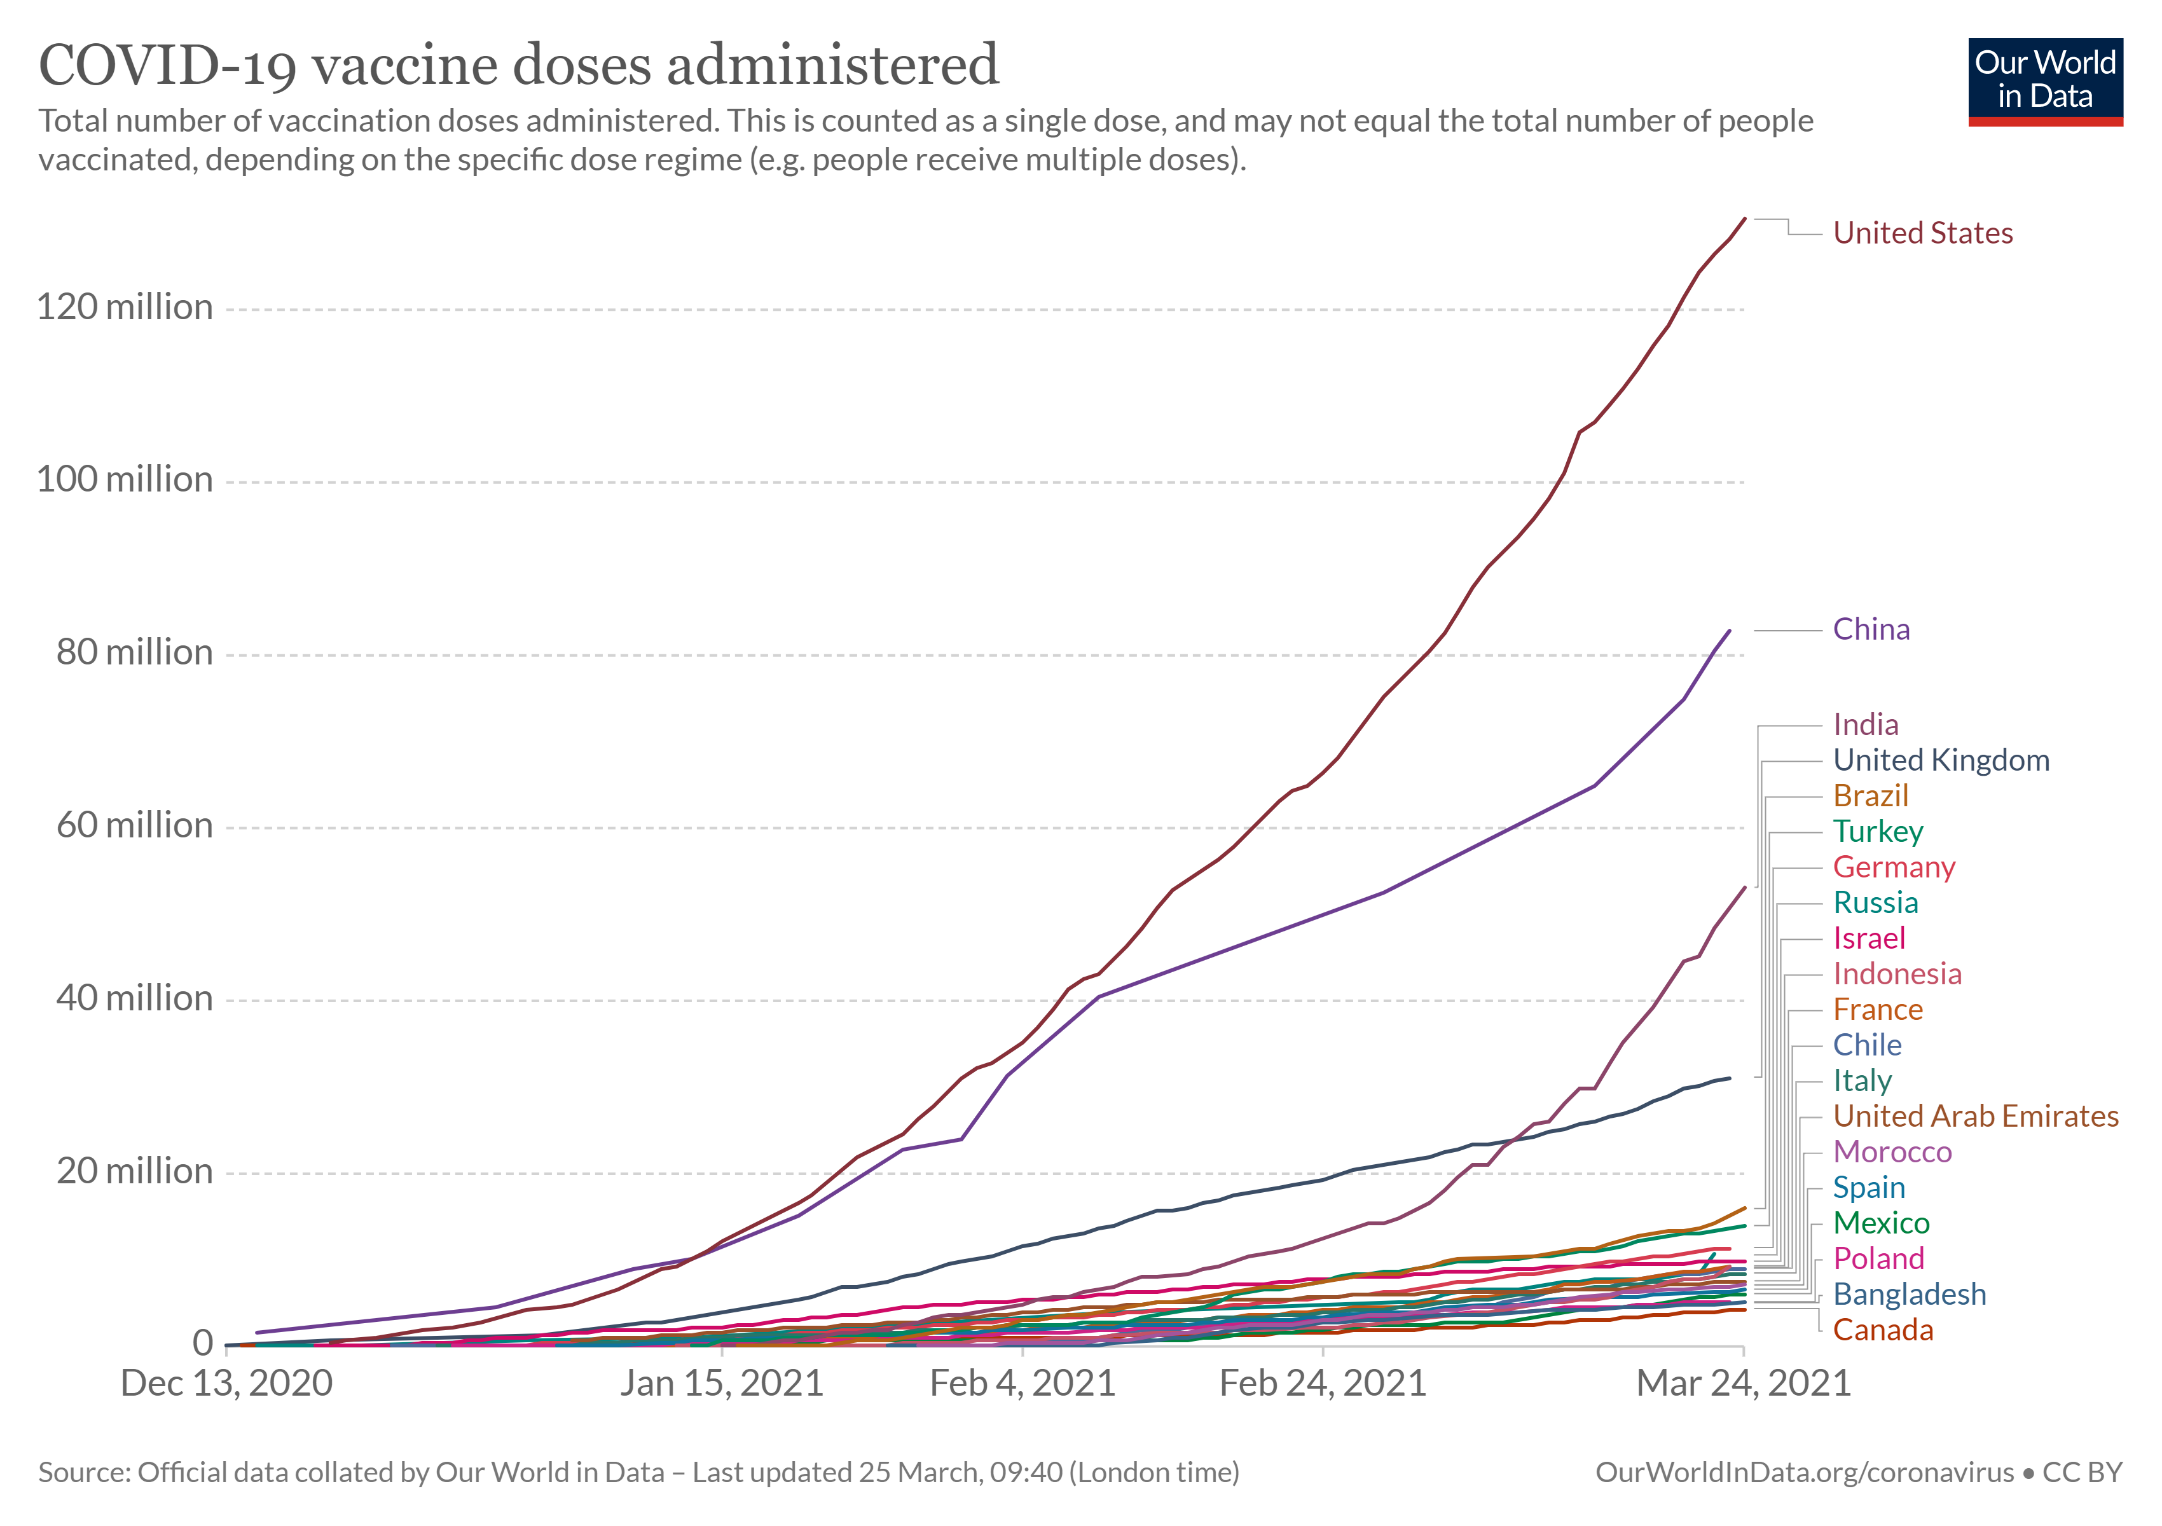 COVID-19 vaccine doses administered
Our World
in Data
Total number of vaccination doses administered. This is counted as a single dose, and may not equal the total number of people
vaccinated, depending on the specific dose regime (e.g. people receive multiple doses).
United States
120 million
100 million
80 million
China
India
United Kingdom
Brazil
60 million
Turkey
Germany
Russia
Israel
Indonesia
40 million
France
Chile
Italy
United Arab Emirates
Morocco
20 million
Spain
Mexico
Poland
Bangladesh
Canada
0
Dec 13, 2020
Jan 15, 2021
Feb 4, 2021
Feb 24, 2021
Mar 24, 2021
Source: Official data collated by Our World in Data – Last updated 25 March, 09:40 (London time)
OurWorldInData.org/coronavirus • CC BY